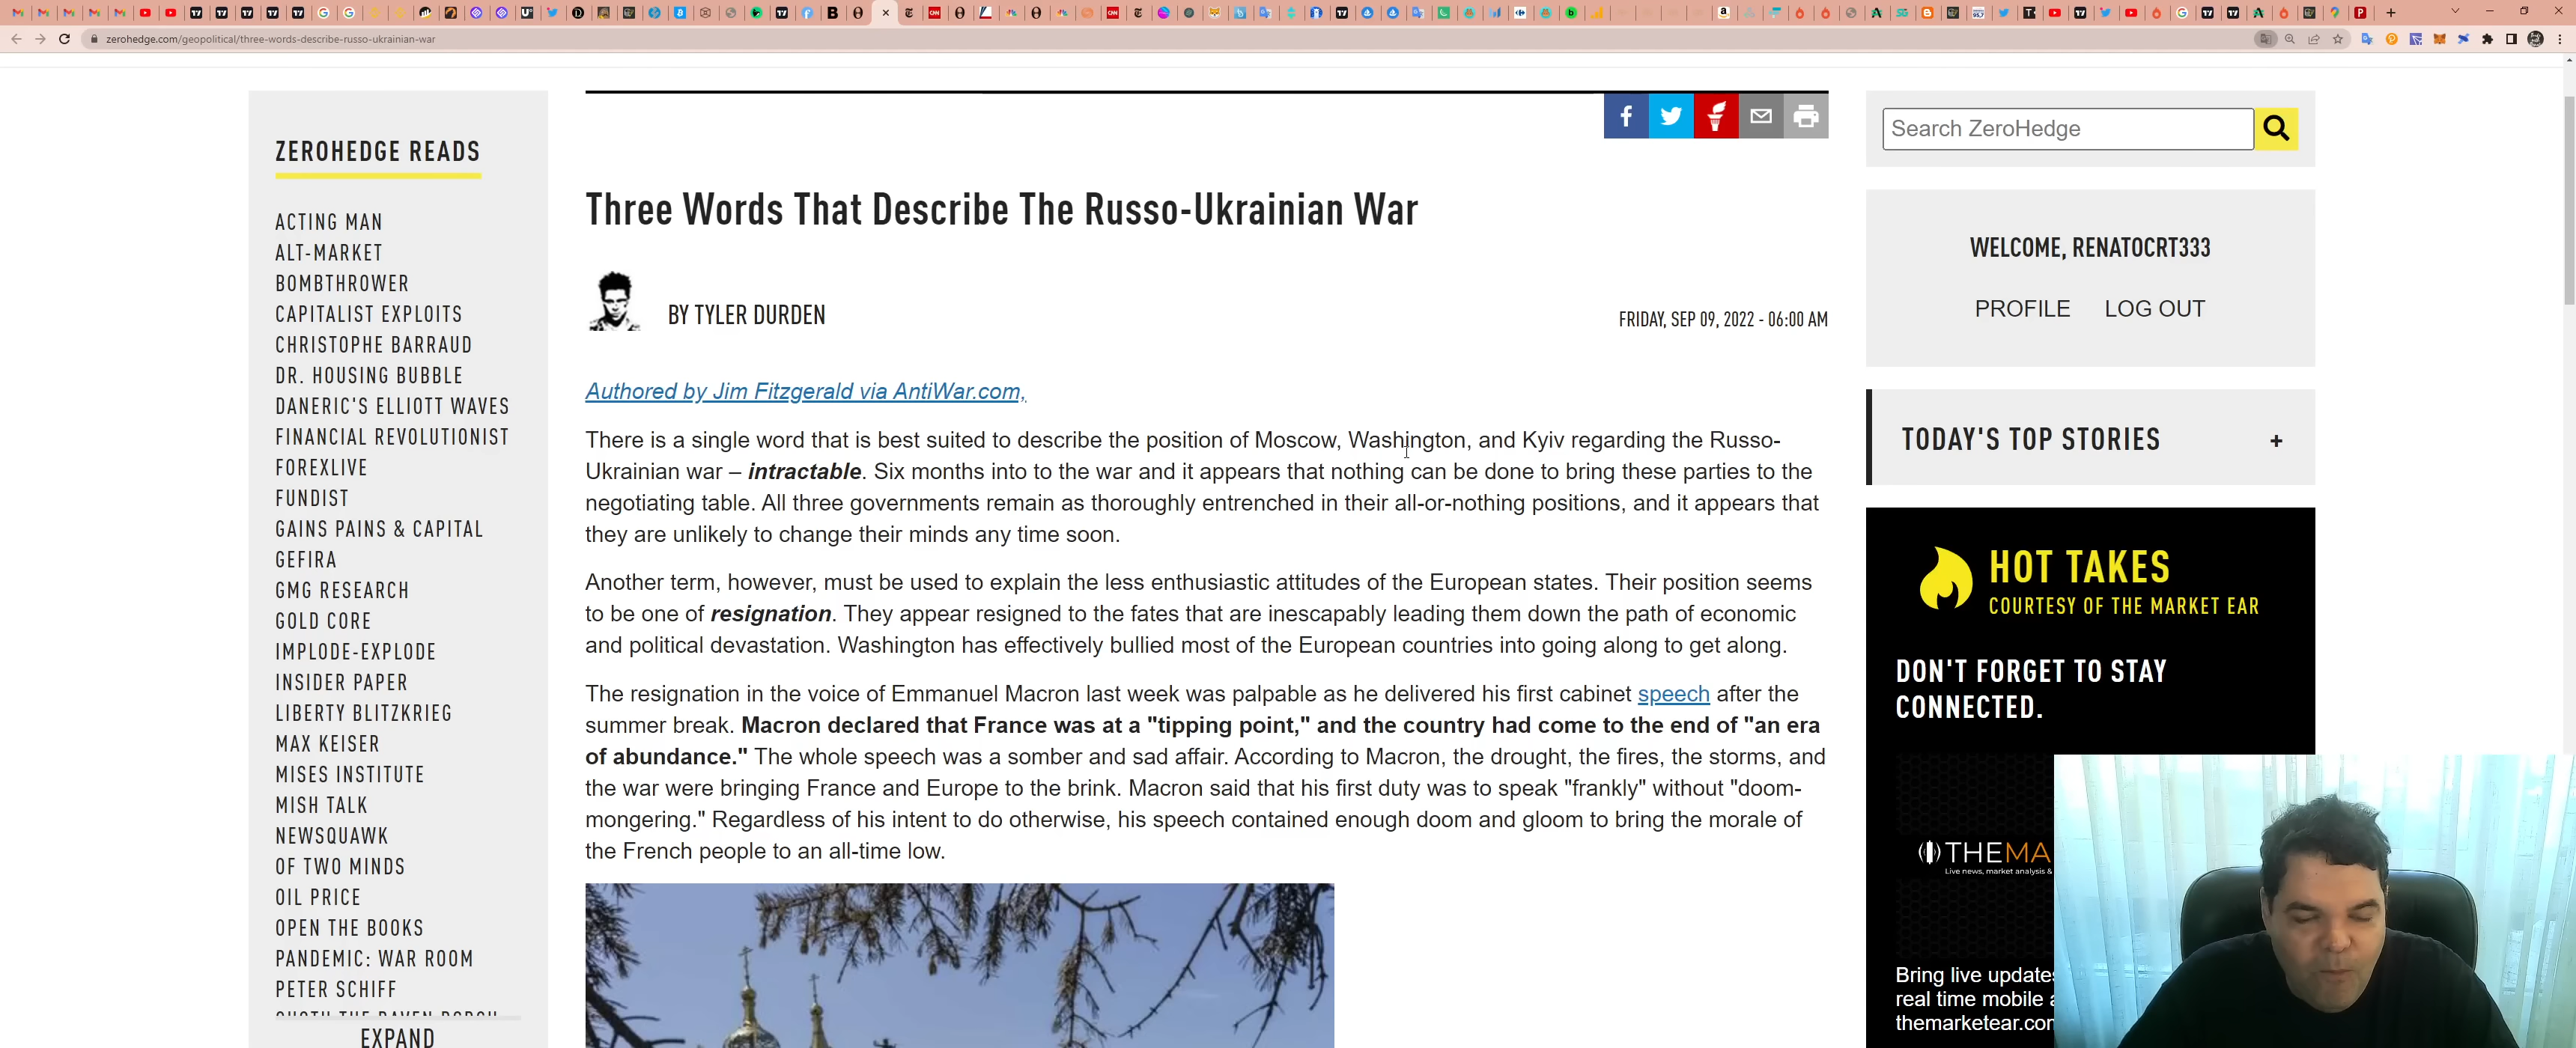 zerohedge.com/geopolitical/three-words-describe-russo-ukrainian-war
ZEROHEDGE READS
ACTING MAN
ALT-MARKET
BOMBTHROWER
CAPITALIST EXPLOITS
CHRISTOPHE BARRAUD
DR. HOUSING BUBBLE
DANERIC'S ELLIOTT WAVES
FINANCIAL REVOLUTIONIST
FOREXLIVE
FUNDIST
GAINS PAINS & CAPITAL
GEFIRA
GMG RESEARCH
GOLD CORE
IMPLODE-EXPLODE
INSIDER PAPER
LIBERTY BLITZKRIEG
MAX KEISER
MISES INSTITUTE
MISH TALK
NEWSQUAWK
OF TWO MINDS
OIL PRICE
OPEN THE BOOKS
PANDEMIC: WAR ROOM
PETER SCHIFF
EXPAND
Three Words That Describe The Russo-Ukrainian War
BY TYLER DURDEN
FRIDAY, SEP 09, 2022 - 06:00 AM
Authored by Jim Fitzgerald via AntiWar.com,
There is a single word that is best suited to describe the position of Moscow, Washington, and Kyiv regarding the Russo-
Ukrainian war – intractable. Six months into to the war and it appears that nothing can be done to bring these parties to the
negotiating table. All three governments remain as thoroughly entrenched in their all-or-nothing positions, and it appears that
they are unlikely to change their minds any time soon.
Another term, however, must be used to explain the less enthusiastic attitudes of the European states. Their position seems
to be one of resignation. They appear resigned to the fates that are inescapably leading them down the path of economic
and political devastation. Washington has effectively bullied most of the European countries into going along to get along.
The resignation in the voice of Emmanuel Macron last week was palpable as he delivered his first cabinet speech after the
summer break. Macron declared that France was at a "tipping point," and the country had come to the end of "an era
of abundance." The whole speech was a somber and sad affair. According to Macron, the drought, the fires, the storms, and
the war were bringing France and Europe to the brink. Macron said that his first duty was to speak "frankly" without "doom-
mongering." Regardless of his intent to do otherwise, his speech contained enough doom and gloom to bring the morale of
the French people to an all-time low.
Search ZeroHedge
WELCOME, RENATOCRT333
PROFILE LOG OUT
TODAY'S TOP STORIES +
HOT TAKES
COURTESY OF THE MARKET EAR
DON'T FORGET TO STAY
CONNECTED.
THEMA
Live news, market analysis &
Bring live updates
real time mobile a
themarketear.con